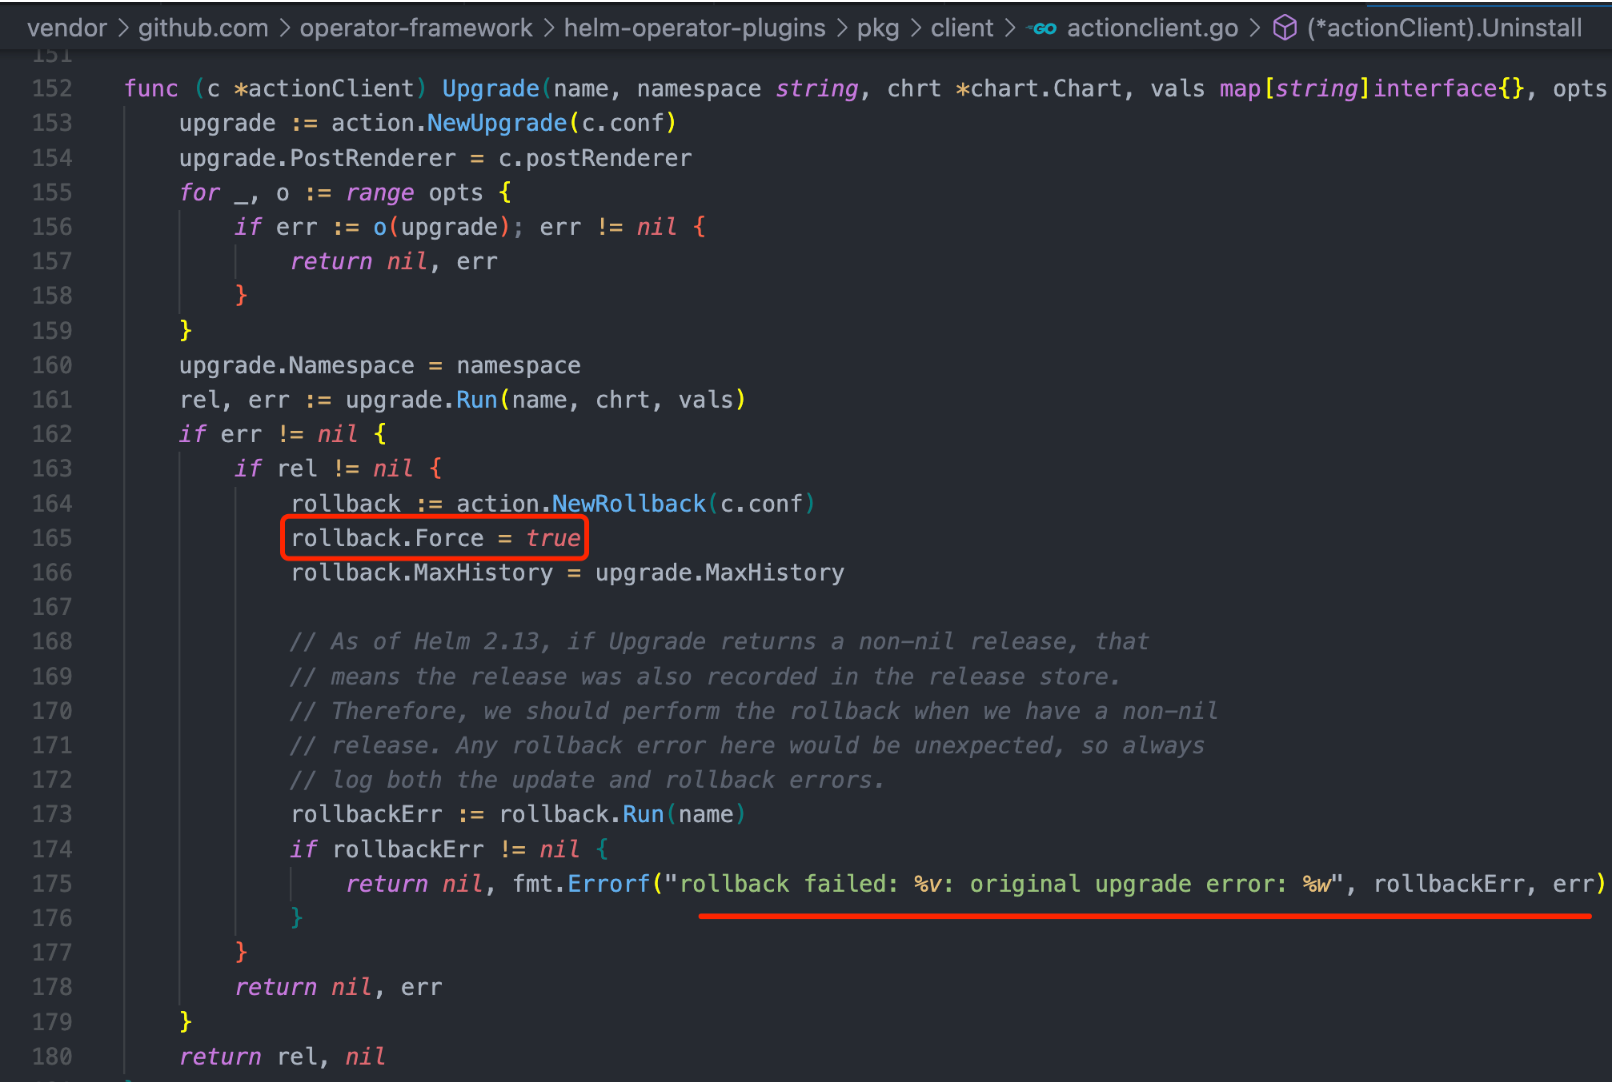 vendor > github.com > operator-framework > helm-operator-plugins > pkg > client > GO actionclient.go > (*actionClient).Uninstall
151
152 func (c *actionClient) Upgrade(name, namespace string, chrt *chart.Chart, vals map[string]interface{}, opts
153 upgrade := action.NewUpgrade(c.conf)
154 upgrade.PostRenderer = c.postRenderer
155 for _, o := range opts {
156 if err := o(upgrade); err != nil {
157 return nil, err
158 }
159 }
160 upgrade.Namespace = namespace
161 rel, err := upgrade.Run(name, chrt, vals)
162 if err != nil {
163 if rel != nil {
164 rollback := action.NewRollback(c.conf)
165 rollback.Force = true
166 rollback.MaxHistory = upgrade.MaxHistory
167
168 // As of Helm 2.13, if Upgrade returns a non-nil release, that
169 // means the release was also recorded in the release store.
170 // Therefore, we should perform the rollback when we have a non-nil
171 // release. Any rollback error here would be unexpected, so always
172 // log both the update and rollback errors.
173 rollbackErr := rollback.Run(name)
174 if rollbackErr != nil {
175 return nil, fmt.Errorf("rollback failed: %v: original upgrade error: %w", rollbackErr, err)
176 }
177 }
178 return nil, err
179 }
180 return rel, nil